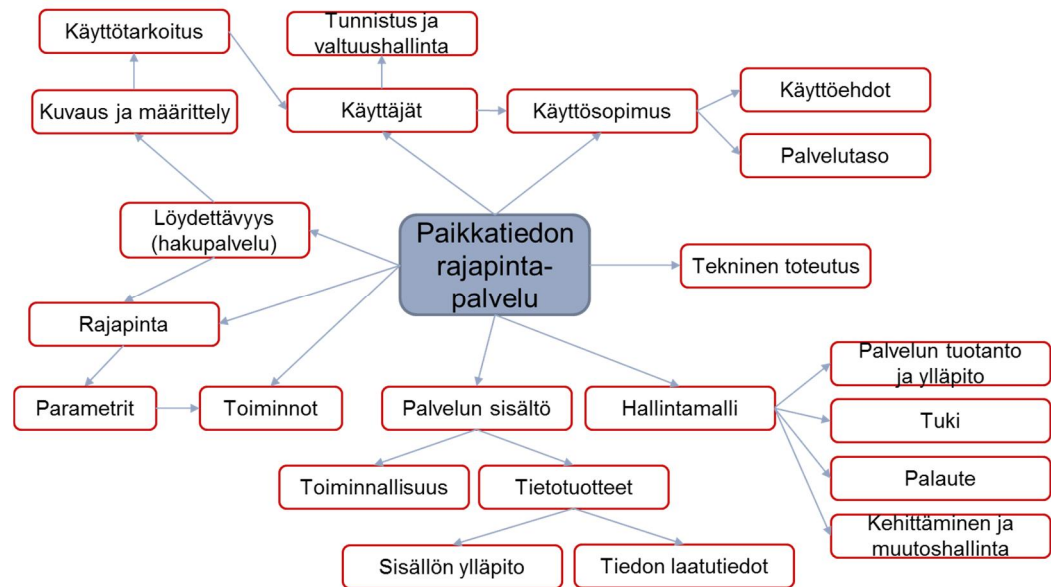 Käyttötarkoitus
Tunnistus ja
valtuushallinta
Kuvaus ja määrittely
Käyttäjät
Käyttösopimus
Käyttöehdot
Palvelutaso
Löydettävyys
(hakupalvelu)
Paikkatiedon
rajapinta-
palvelu
Tekninen toteutus
Rajapinta
Parametrit
Toiminnot
Palvelun sisältö
Hallintamalli
Palvelun tuotanto
ja ylläpito
Tuki
Palaute
Kehittäminen ja
muutoshallinta
Toiminnallisuus
Tietotuotteet
Sisällön ylläpito
Tiedon laatutiedot